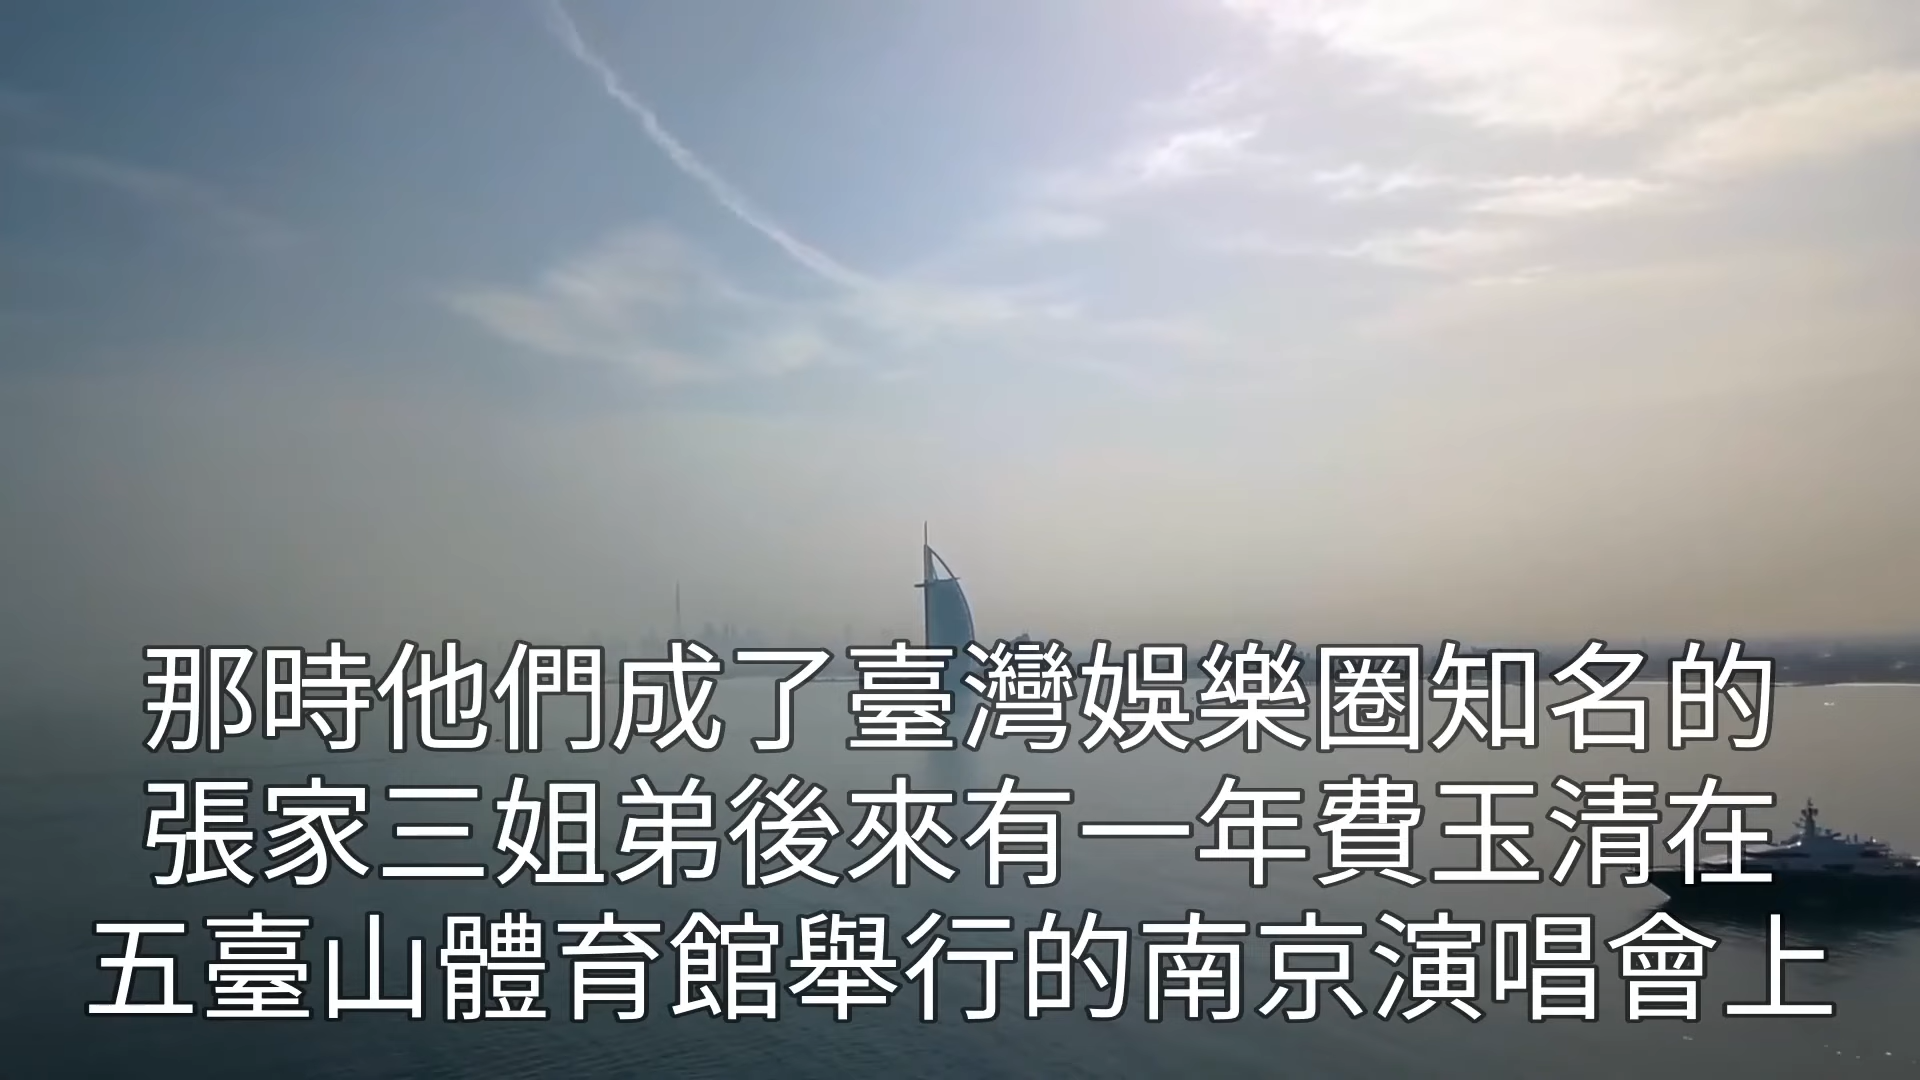 那時他們成了臺灣娛樂圈知名的
張家三姐弟後來有一年費玉清在
五臺山體育館舉行的南京演唱會上